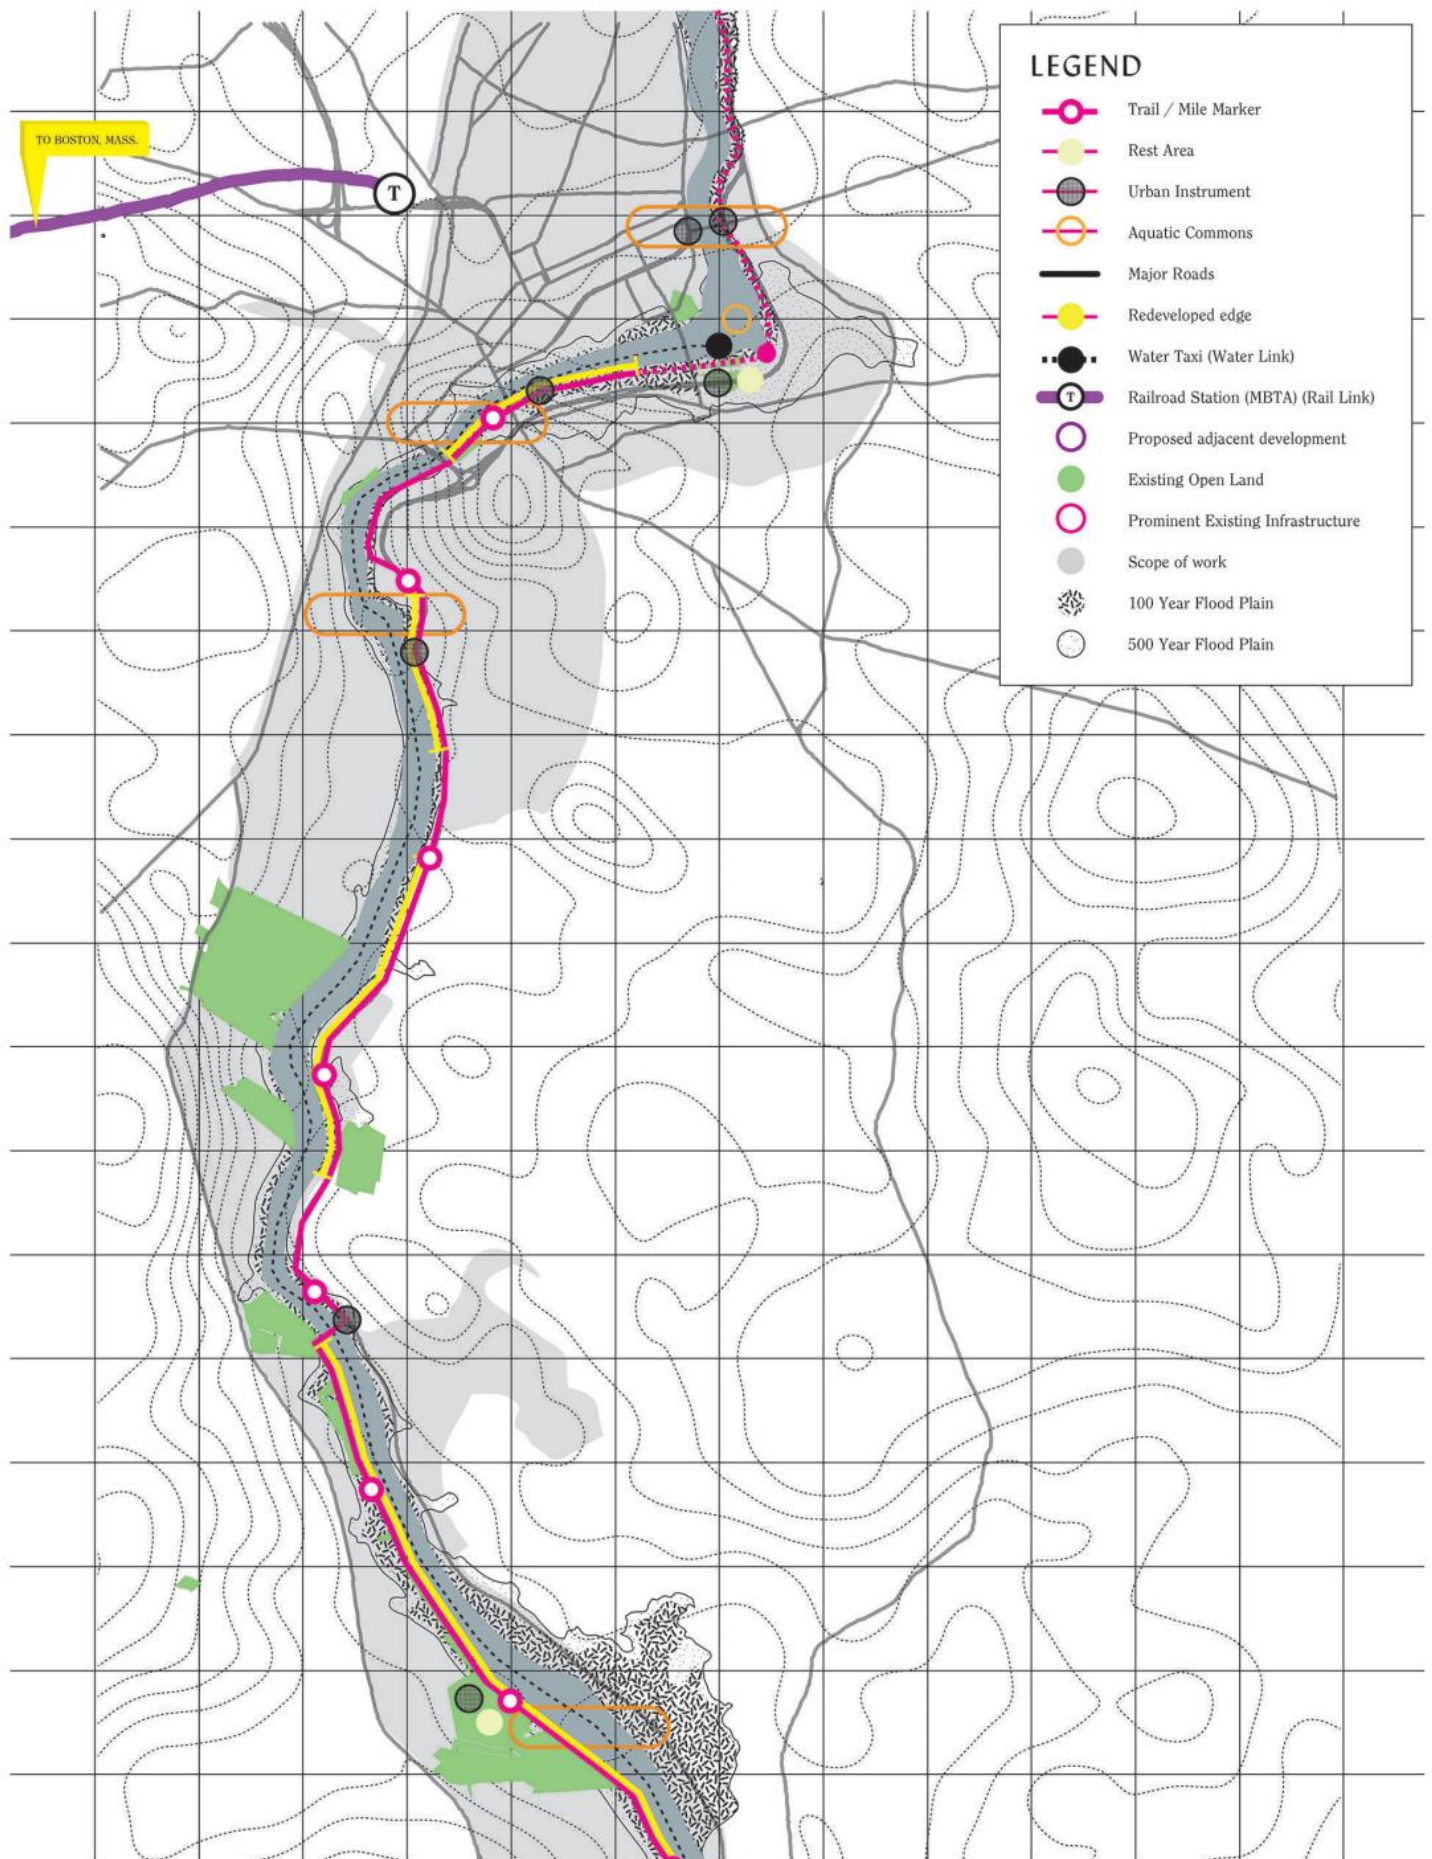 TO BOSTON, MASS.
T
LEGEND
Trail / Mile Marker
Rest Area
Urban Instrument
Aquatic Commons
Major Roads
Redeveloped edge
Water Taxi (Water Link)
T
Railroad Station (MBTA) (Rail Link)
Proposed adjacent development
Existing Open Land
Prominent Existing Infrastructure
Scope of work
100 Year Flood Plain
500 Year Flood Plain